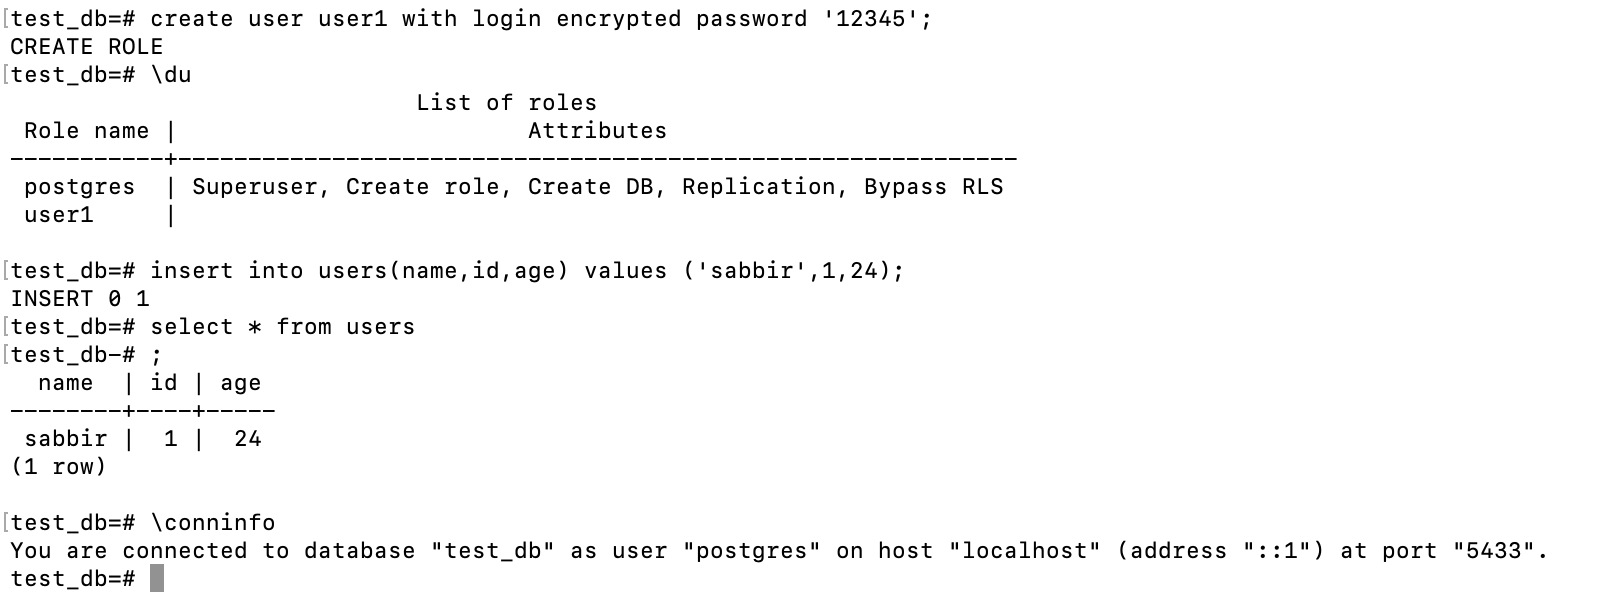 [test_db=# create user user1 with login encrypted password '12345';
CREATE ROLE
[test_db=# \du
                             List of roles
 Role name |                         Attributes
-----------+------------------------------------------------------------
 postgres  | Superuser, Create role, Create DB, Replication, Bypass RLS
 user1     |

[test_db=# insert into users(name,id,age) values ('sabbir',1,24);
INSERT 0 1
[test_db=# select * from users
[test_db-# ;
  name  | id | age
--------+----+-----
 sabbir |  1 |  24
(1 row)

[test_db=# \conninfo
You are connected to database "test_db" as user "postgres" on host "localhost" (address "::1") at port "5433".
test_db=#